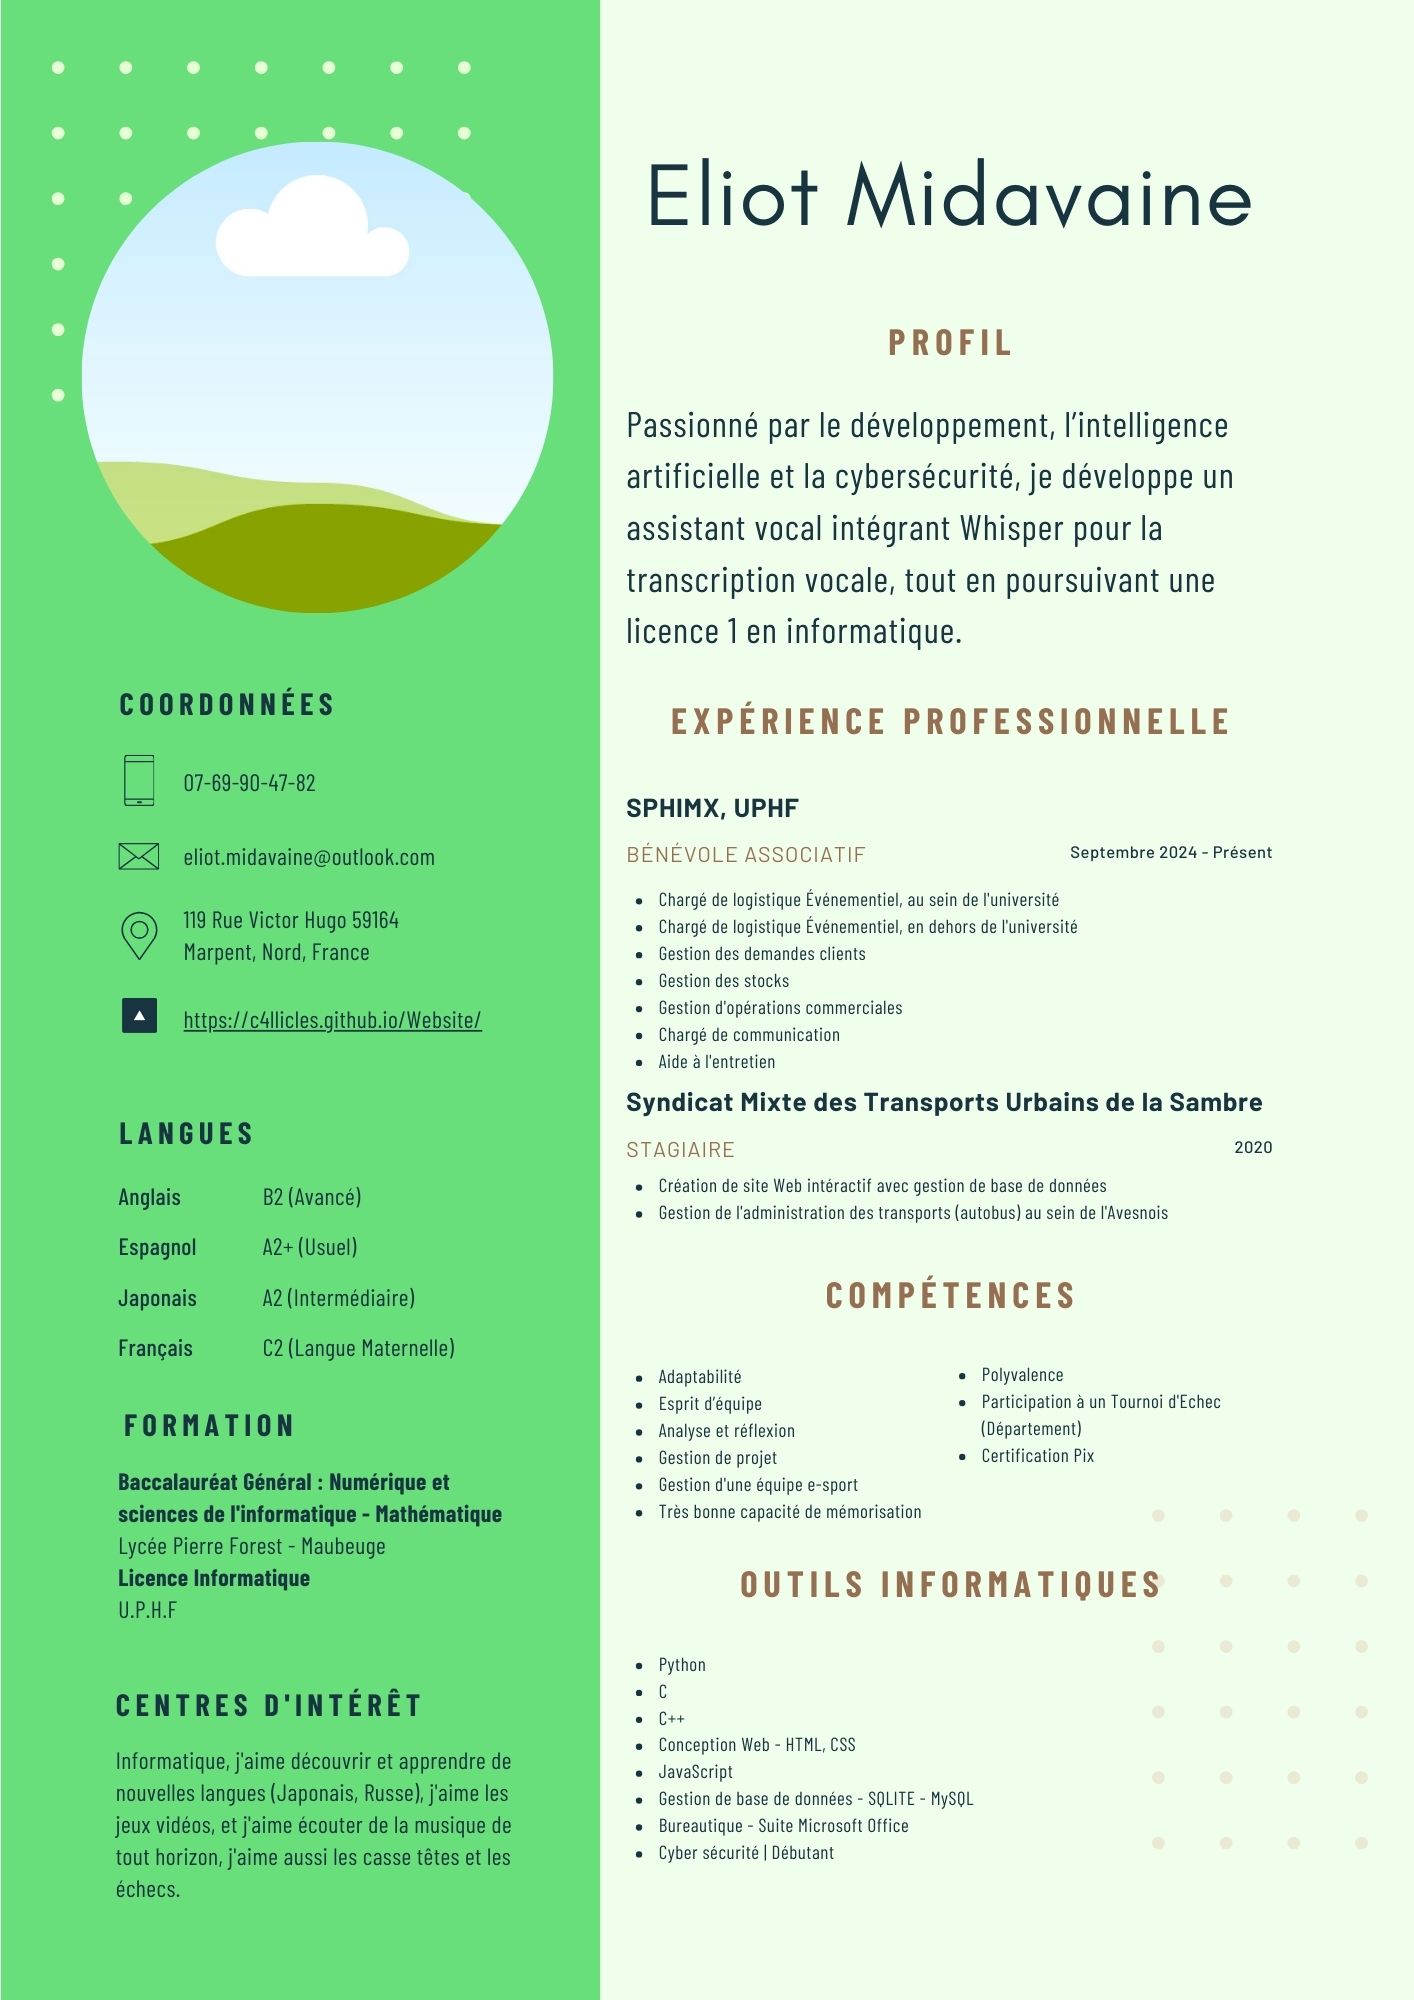 Eliot Midavaine
PROFIL
Passionné par le développement, l’intelligence
artificielle et la cybersécurité, je développe un
assistant vocal intégrant Whisper pour la
transcription vocale, tout en poursuivant une
licence 1 en informatique.
EXPÉRIENCE PROFESSIONNELLE
SPHIMX, UPHF
BÉNÉVOLE ASSOCIATIF Septembre 2024 - Présent
Chargé de logistique Événementiel, au sein de l'université
Chargé de logistique Événementiel, en dehors de l'université
Gestion des demandes clients
Gestion des stocks
Gestion d'opérations commerciales
Chargé de communication
Aide à l'entretien
Syndicat Mixte des Transports Urbains de la Sambre
STAGIAIRE 2020
Création de site Web intéractif avec gestion de base de données
Gestion de l'administration des transports (autobus) au sein de l'Avesnois
COMPÉTENCES
Adaptabilité
Esprit d’équipe
Analyse et réflexion
Gestion de projet
Gestion d'une équipe e-sport
Très bonne capacité de mémorisation
Polyvalence
Participation à un Tournoi d'Echec
(Département)
Certification Pix
OUTILS INFORMATIQUES
Python
C
C++
Conception Web - HTML, CSS
JavaScript
Gestion de base de données - SQLITE - MySQL
Bureautique - Suite Microsoft Office
Cyber sécurité | Débutant
COORDONNÉES
07-69-90-47-82
eliot.midavaine@outlook.com
119 Rue Victor Hugo 59164
Marpent, Nord, France
https://c4llicles.github.io/Website/
LANGUES
Anglais B2 (Avancé)
Espagnol A2+ (Usuel)
Japonais A2 (Intermédiaire)
Français C2 (Langue Maternelle)
FORMATION
Baccalauréat Général : Numérique et
sciences de l'informatique - Mathématique
Lycée Pierre Forest - Maubeuge
Licence Informatique
U.P.H.F
CENTRES D'INTÉRÊT
Informatique, j'aime découvrir et apprendre de
nouvelles langues (Japonais, Russe), j'aime les
jeux vidéos, et j'aime écouter de la musique de
tout horizon, j'aime aussi les casse têtes et les
échecs.